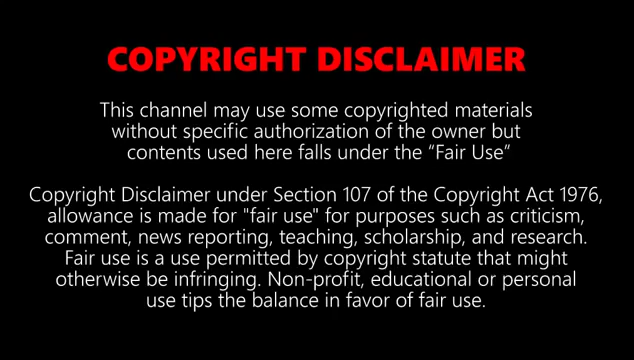 COPYRIGHT DISCLAIMER
This channel may use some copyrighted materials
without specific authorization of the owner but
contents used here falls under the “Fair Use”
Copyright Disclaimer under Section 107 of the Copyright Act 1976,
allowance is made for "fair use" for purposes such as criticism,
comment, news reporting, teaching, scholarship, and research.
Fair use is a use permitted by copyright statute that might
otherwise be infringing. Non-profit, educational or personal
use tips the balance in favor of fair use.